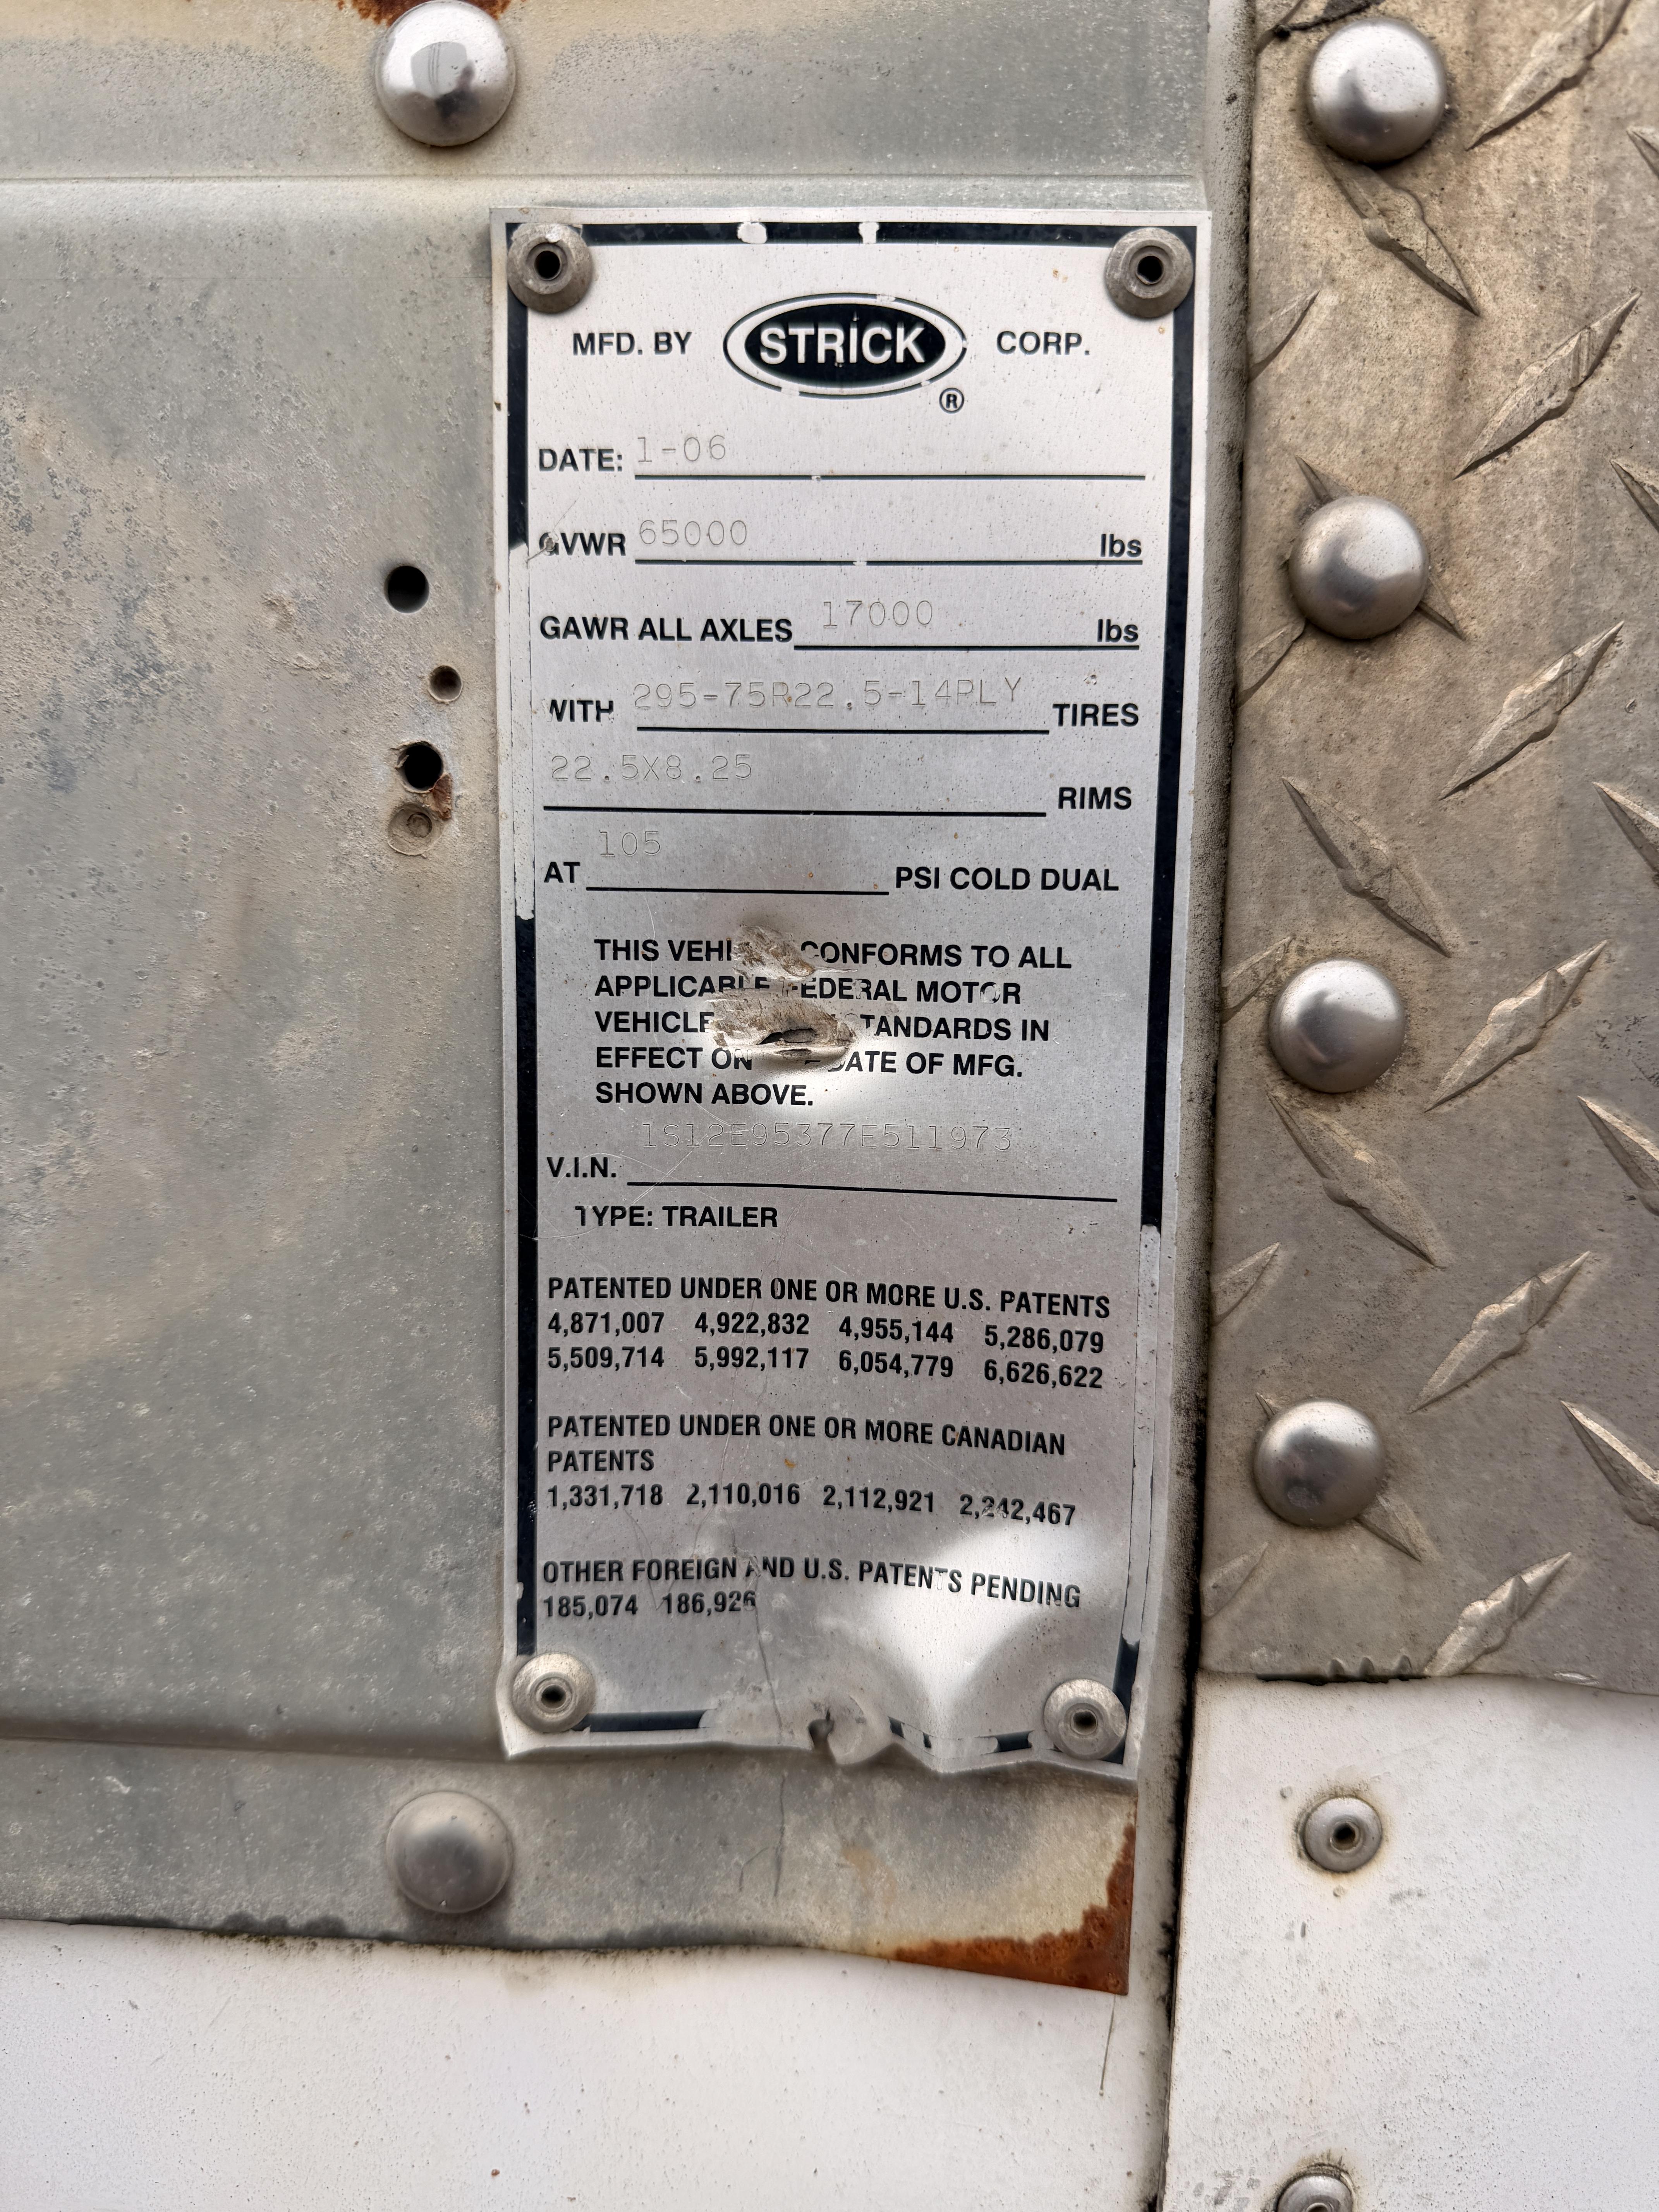 MFD. BY STRICK CORP.
®
DATE: 1-06
GVWR 65000 lbs
GAWR ALL AXLES 17000 lbs
WITH 295-75R22.5-14PLY TIRES
22.5X8.25 RIMS
AT 105 PSI COLD DUAL
THIS CONFORMS TO ALL
APPLICABLE FEDERAL MOTOR
VEHICLE STANDARDS IN
EFFECT ON DATE OF MFG.
SHOWN ABOVE.
V.I.N. 1S12E95377E511973
TYPE: TRAILER
PATENTED UNDER ONE OR MORE U.S. PATENTS
4,871,007 4,922,832 4,955,144 5,286,079
5,509,714 5,992,117 6,054,779 6,626,622
PATENTED UNDER ONE OR MORE CANADIAN
PATENTS
1,331,718 2,110,016 2,112,921 2,242,467
OTHER FOREIGN AND U.S. PATENTS PENDING
185,074 186,926